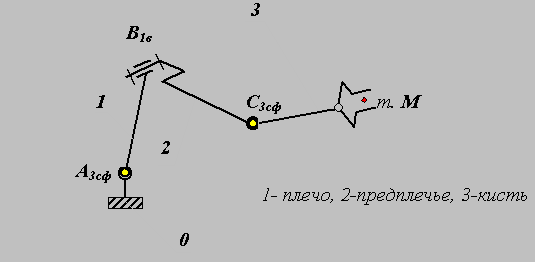 3
B1в
1
C3сф
т. M
2
A3сф
1- плечо, 2-предплечье, 3-кисть
0